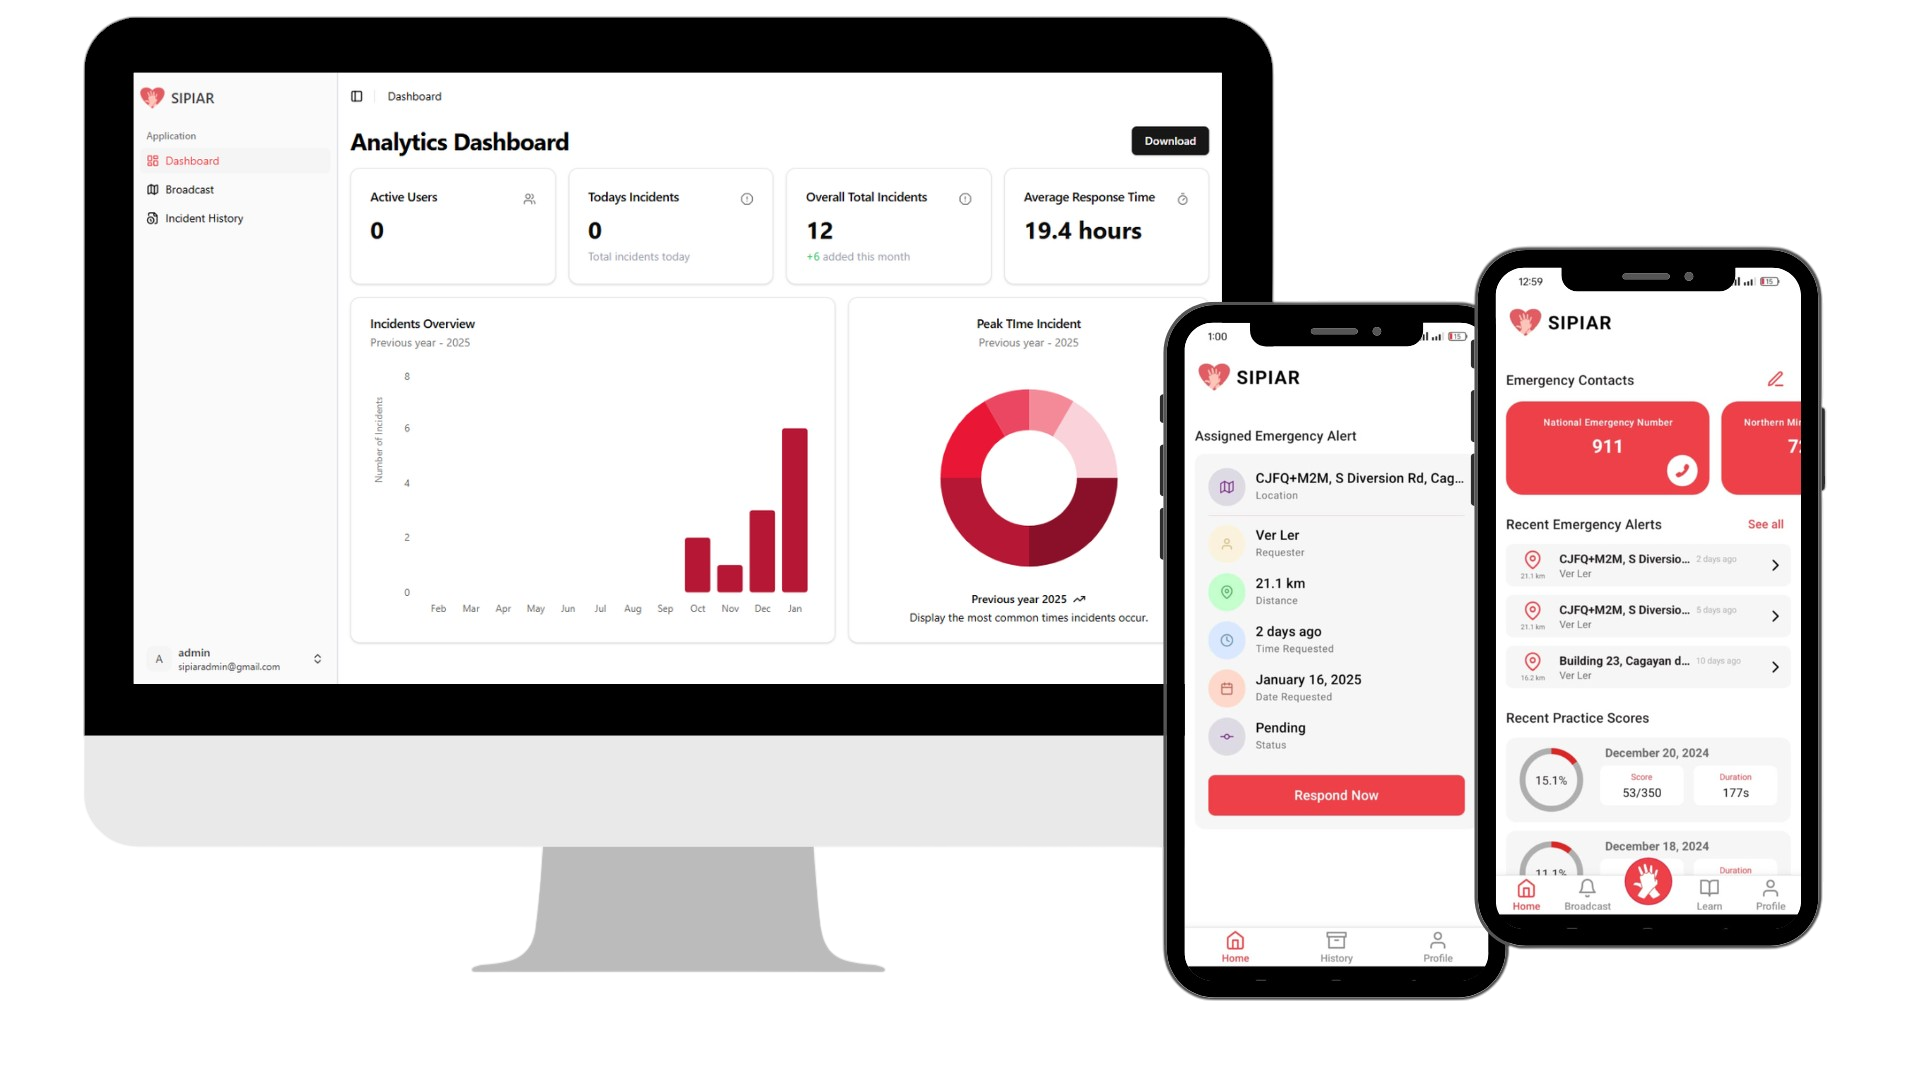 SIPIAR
Application
Dashboard
Broadcast
Incident History
A
admin
sipiaradmin@gmail.com
Dashboard
Analytics Dashboard
Download
Active Users
0
Todays Incidents
0
Total incidents today
Overall Total Incidents
12
+6 added this month
Average Response Time
19.4 hours
Incidents Overview
Previous year - 2025
Number of Incidents
8
6
4
2
0
Feb Mar Apr May Jun Jul Aug Sep Oct Nov Dec Jan
Peak TIme Incident
Previous year - 2025
Previous year 2025
Display the most common times incidents occur.
1:00
15
SIPIAR
Assigned Emergency Alert
CJFQ+M2M, S Diversion Rd, Cag...
Location
Ver Ler
Requester
21.1 km
Distance
2 days ago
Time Requested
January 16, 2025
Date Requested
Pending
Status
Respond Now
Home History Profile
12:59
15
SIPIAR
Emergency Contacts
National Emergency Number
911
Northern Mi
7
Recent Emergency Alerts See all
CJFQ+M2M, S Diversio... 2 days ago
21.1 km Ver Ler
CJFQ+M2M, S Diversio... 5 days ago
21.1 km Ver Ler
Building 23, Cagayan d... 10 days ago
16.2 km Ver Ler
Recent Practice Scores
December 20, 2024
15.1%
Score
53/350
Duration
177s
December 18, 2024
11.1%
Duration
Home Broadcast Learn Profile